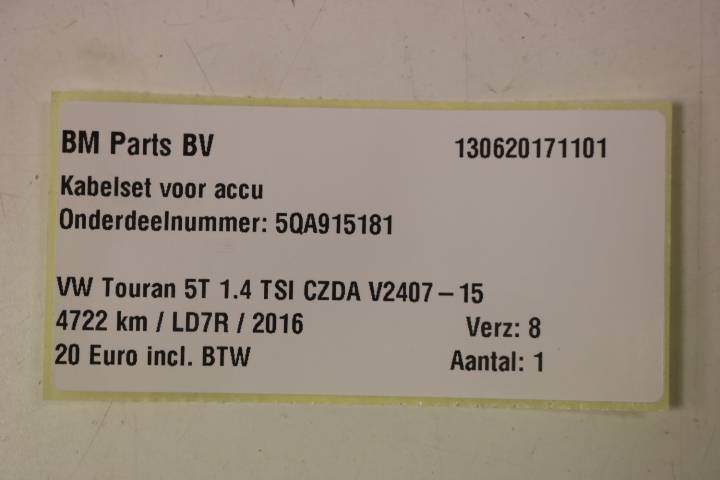 BM Parts BV 130620171101
Kabelset voor accu
Onderdeelnummer: 5QA915181
VW Touran 5T 1.4 TSI CZDA V2407 – 15
4722 km / LD7R / 2016 Verz: 8
20 Euro incl. BTW Aantal: 1